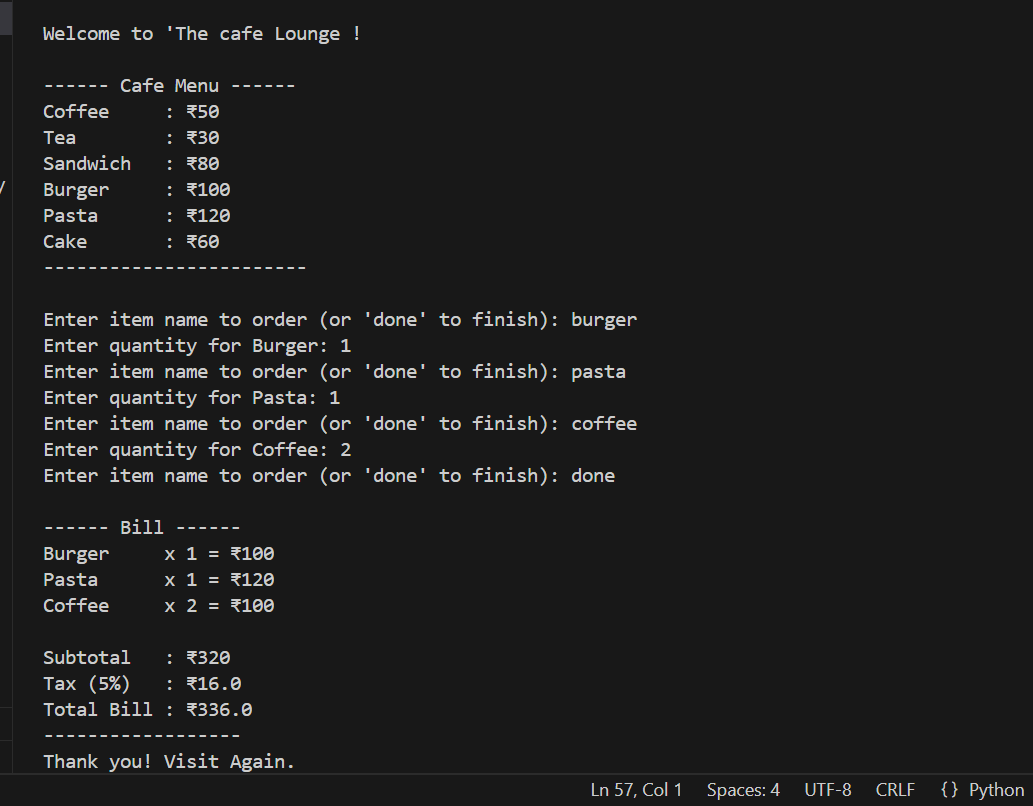 Welcome to 'The cafe Lounge !
------ Cafe Menu ------
Coffee     : ₹50
Tea        : ₹30
Sandwich   : ₹80
Burger     : ₹100
Pasta      : ₹120
Cake       : ₹60
------------------------
Enter item name to order (or 'done' to finish): burger
Enter quantity for Burger: 1
Enter item name to order (or 'done' to finish): pasta
Enter quantity for Pasta: 1
Enter item name to order (or 'done' to finish): coffee
Enter quantity for Coffee: 2
Enter item name to order (or 'done' to finish): done
------ Bill ------
Burger     x 1 = ₹100
Pasta      x 1 = ₹120
Coffee     x 2 = ₹100
Subtotal   : ₹320
Tax (5%)   : ₹16.0
Total Bill : ₹336.0
------------------
Thank you! Visit Again.
Ln 57, Col 1 Spaces: 4 UTF-8 CRLF {} Python